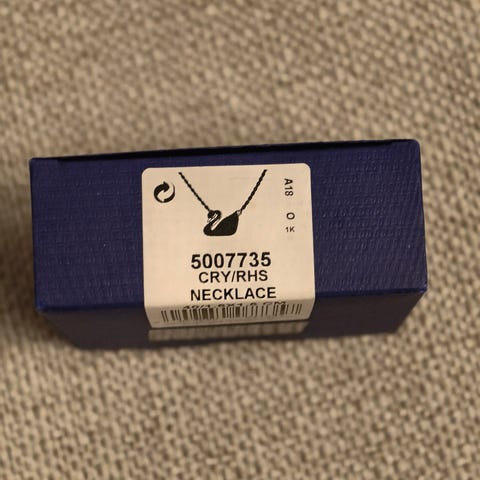 A18 O
1K
5007735
CRY/RHS
NECKLACE